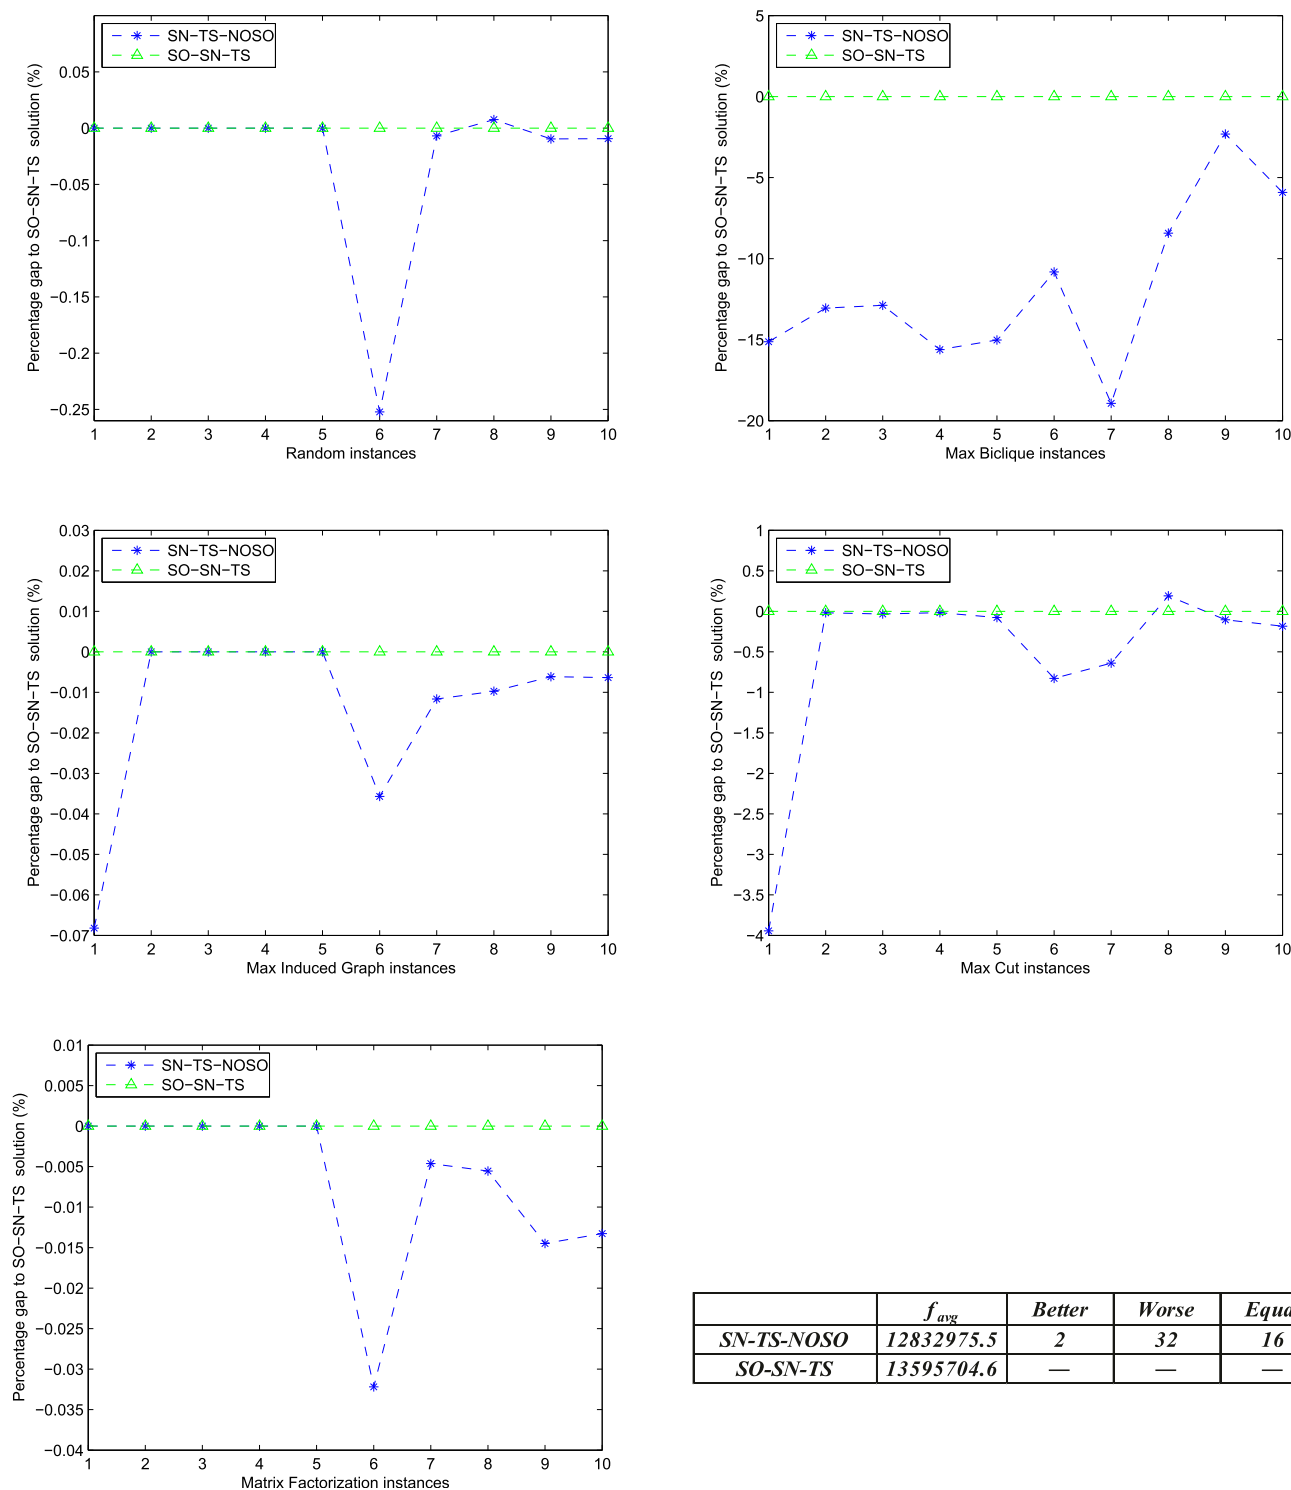 SN−TS−NOSO
SO−SN−TS
Percentage gap to SO−SN−TS solution (%)
0.05
0
−0.05
−0.1
−0.15
−0.2
−0.25
1 2 3 4 5 6 7 8 9 10
Random instances
SN−TS−NOSO
SO−SN−TS
Percentage gap to SO−SN−TS solution (%)
5
0
−5
−10
−15
−20
1 2 3 4 5 6 7 8 9 10
Max Biclique instances
SN−TS−NOSO
SO−SN−TS
Percentage gap to SO−SN−TS solution (%)
0.03
0.02
0.01
0
−0.01
−0.02
−0.03
−0.04
−0.05
−0.06
−0.07
1 2 3 4 5 6 7 8 9 10
Max Induced Graph instances
SN−TS−NOSO
SO−SN−TS
Percentage gap to SO−SN−TS solution (%)
1
0.5
0
−0.5
−1
−1.5
−2
−2.5
−3
−3.5
−4
1 2 3 4 5 6 7 8 9 10
Max Cut instances
SN−TS−NOSO
SO−SN−TS
Percentage gap to SO−SN−TS solution (%)
0.01
0.005
0
−0.005
−0.01
−0.015
−0.02
−0.025
−0.03
−0.035
−0.04
1 2 3 4 5 6 7 8 9 10
Matrix Factorization instances
f avg Better Worse Equa
SN-TS-NOSO 12832975.5 2 32 16
SO-SN-TS 13595704.6 — — —